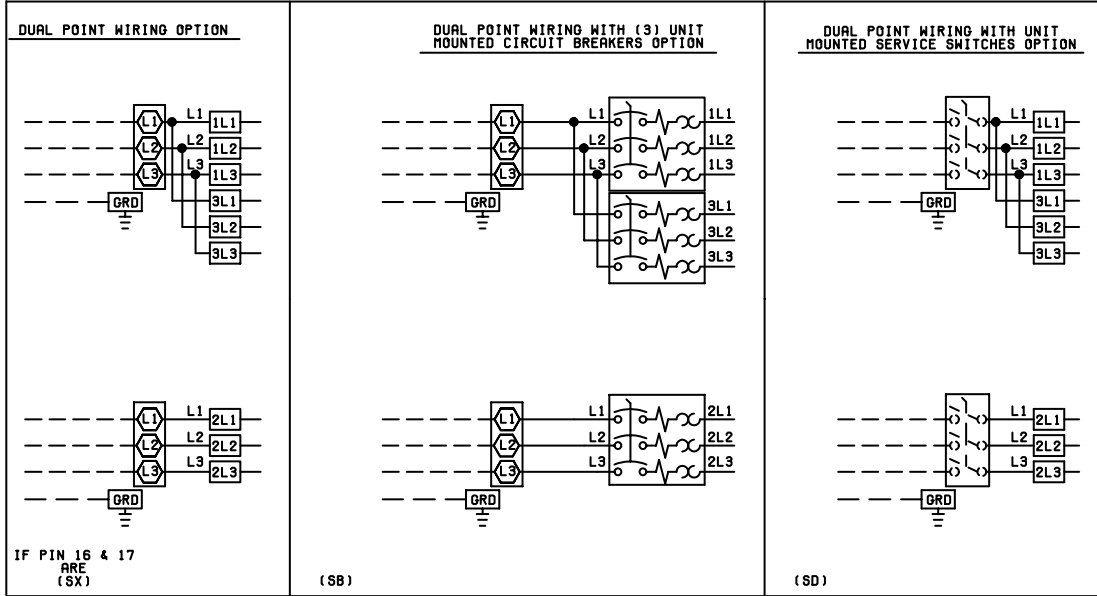 DUAL POINT WIRING OPTION
L1
L1
1L1
L2
L2
1L2
L3
L3
1L3
GRD
3L1
3L2
3L3
L1
L1
2L1
L2
L2
2L2
L3
L3
2L3
GRD
IF PIN 16 & 17
ARE
(SX)
DUAL POINT WIRING WITH (3) UNIT
MOUNTED CIRCUIT BREAKERS OPTION
L1
L1
1L1
L2
L2
1L2
L3
L3
1L3
GRD
3L1
3L2
3L3
L1
L1
2L1
L2
L2
2L2
L3
L3
2L3
GRD
(SB)
DUAL POINT WIRING WITH UNIT
MOUNTED SERVICE SWITCHES OPTION
L1
1L1
L2
1L2
L3
1L3
GRD
3L1
3L2
3L3
L1
2L1
L2
2L2
L3
2L3
GRD
(SD)